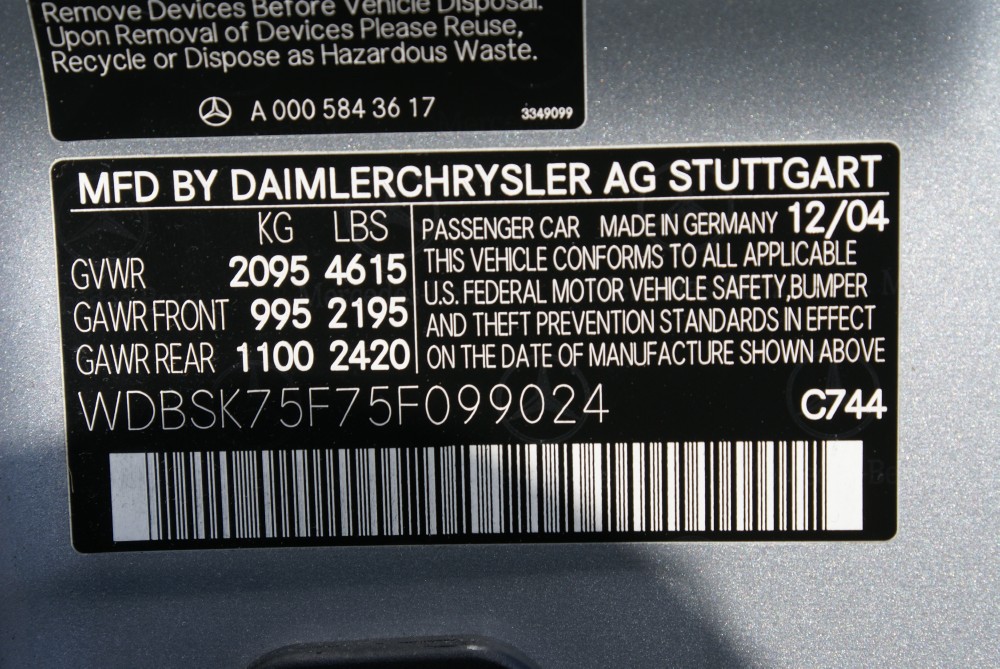 Remove Devices Before Vehicle Disposal.
Upon Removal of Devices Please Reuse,
Recycle or Dispose as Hazardous Waste.
A 000 584 36 17 3349099
MFD BY DAIMLERCHRYSLER AG STUTTGART
KG LBS
GVWR 2095 4615
GAWR FRONT 995 2195
GAWR REAR 1100 2420
PASSENGER CAR MADE IN GERMANY 12/04
THIS VEHICLE CONFORMS TO ALL APPLICABLE
U.S. FEDERAL MOTOR VEHICLE SAFETY,BUMPER
AND THEFT PREVENTION STANDARDS IN EFFECT
ON THE DATE OF MANUFACTURE SHOWN ABOVE
WDBSK75F75F099024 C744